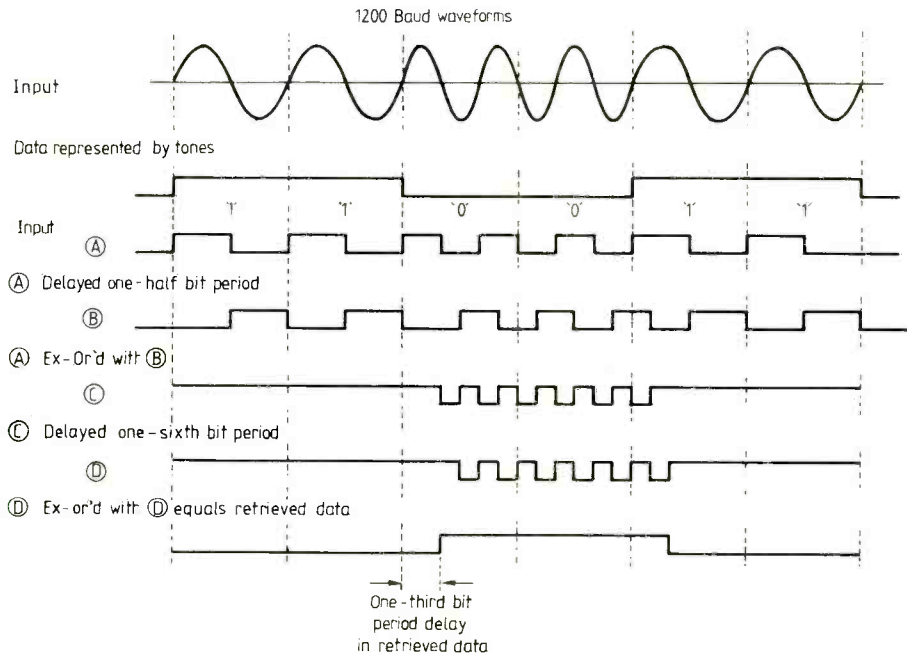 1200 Baud waveforms
Input
Data represented by tones
'1' '1' '0' '0' '1' '1'
Input
Ⓐ
Ⓐ Delayed one-half bit period
Ⓑ
Ⓐ Ex-Or'd with Ⓑ
Ⓒ
Ⓒ Delayed one-sixth bit period
Ⓓ
Ⓓ Ex-or'd with Ⓓ equals retrieved data
One-third bit
period delay
in retrieved data